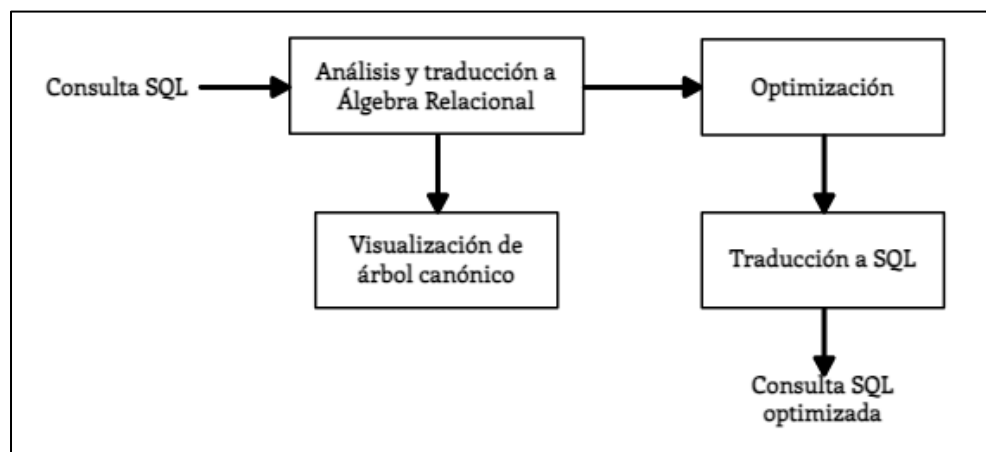 Consulta SQL
Análisis y traducción a
Álgebra Relacional
Optimización
Visualización de
árbol canónico
Traducción a SQL
Consulta SQL
optimizada